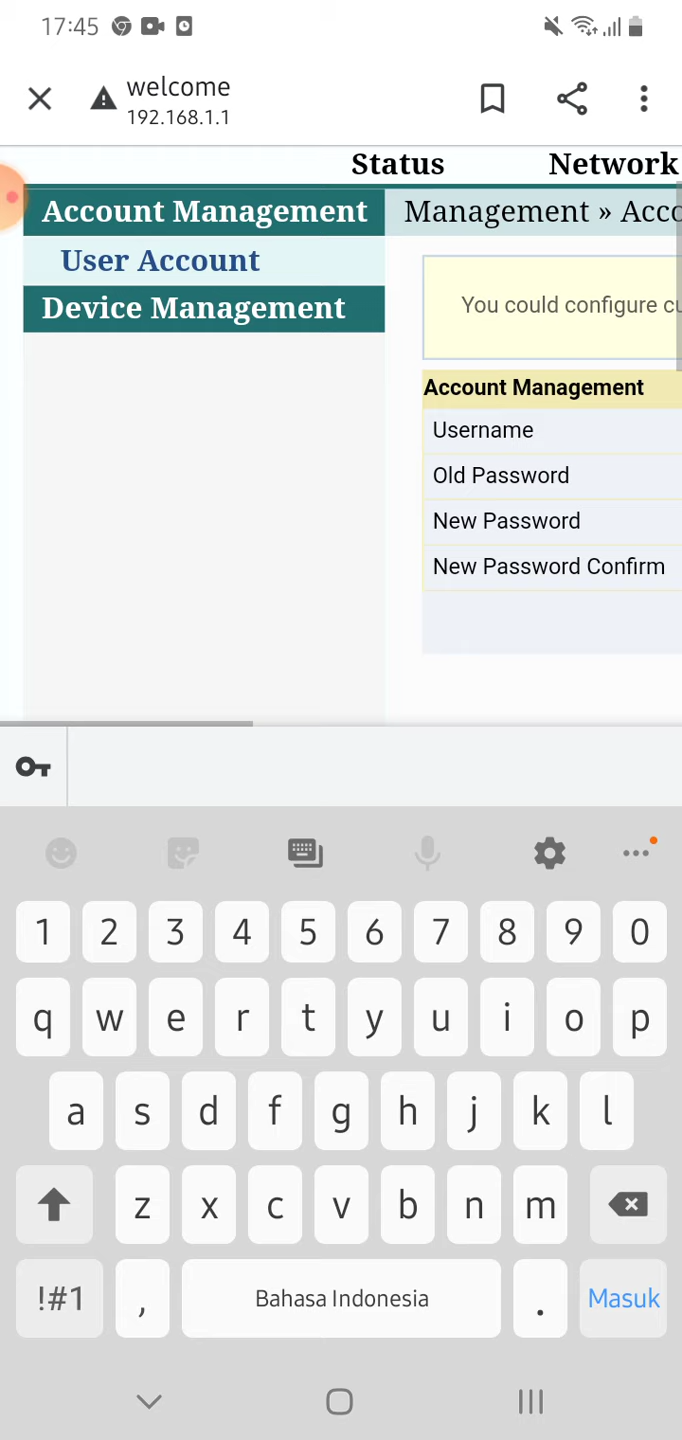 17:45
welcome
192.168.1.1
Status Network
Account Management
Management » Acco
User Account
You could configure cu
Device Management
Account Management
Username
Old Password
New Password
New Password Confirm
1 2 3 4 5 6 7 8 9 0
q w e r t y u i o p
a s d f g h j k l
z x c v b n m
!#1 , Bahasa Indonesia . Masuk